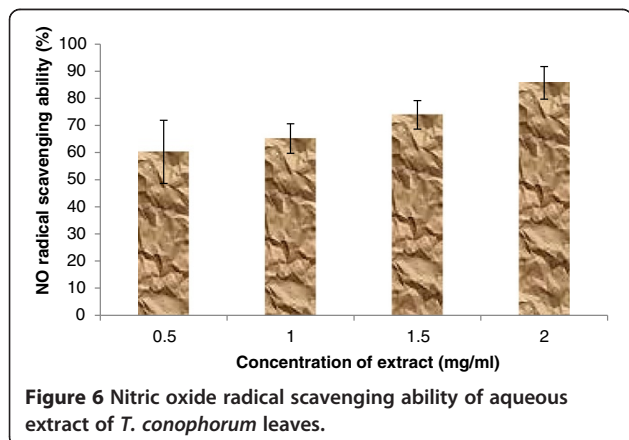 100
90
80
70
60
50
40
30
20
10
0
NO radical scavenging ability (%)
0.5 1 1.5 2
Concentration of extract (mg/ml)
Figure 6 Nitric oxide radical scavenging ability of aqueous
extract of T. conophorum leaves.